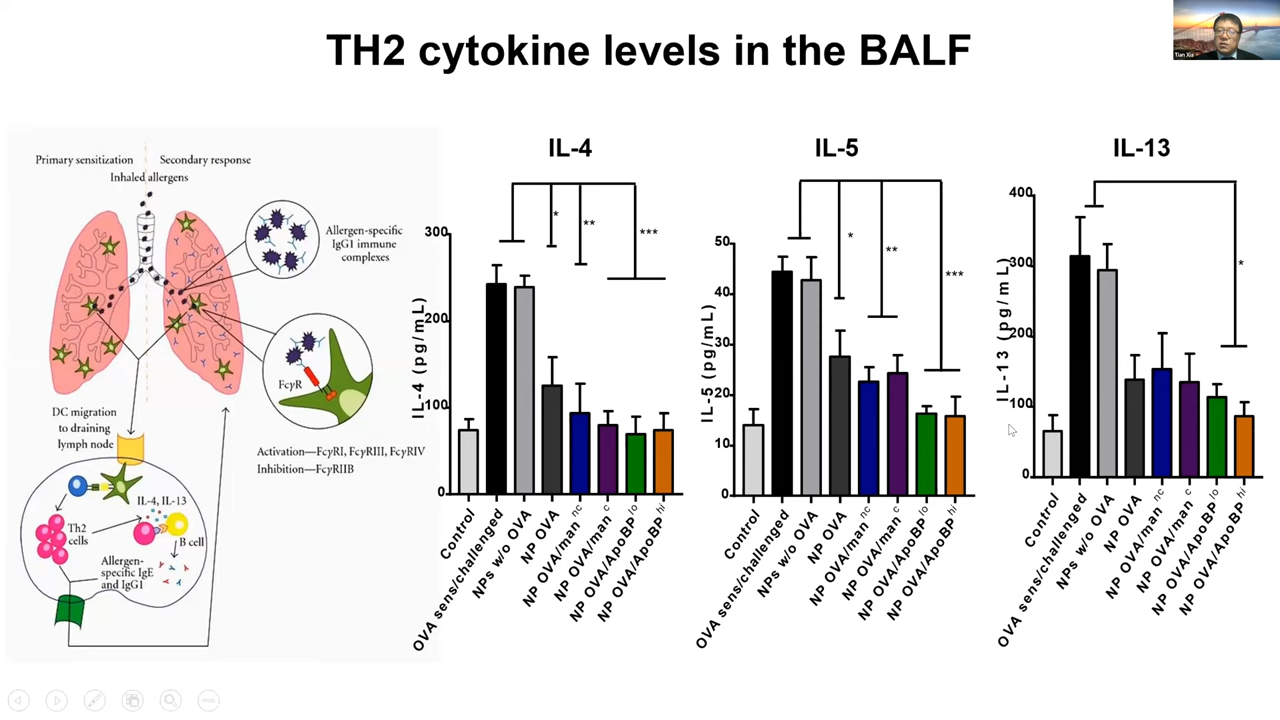 TH2 cytokine levels in the BALF
Tian Xia
Primary sensitization
Secondary response
Inhaled allergens
Allergen-specific
IgG1 immune
complexes
FcγR
DC migration
to draining
lymph node
Activation—FcγRI, FcγRIII, FcγRIV
Inhibition—FcγRIIB
IL-4, IL-13
Th2
cells
B cell
Allergen-
specific IgE
and IgG1
IL-4
*
**
***
300
200
100
0
IL-4 (pg/mL)
Control
OVA sens/challenged
NPs w/o OVA
NP OVA
NP OVA/man nc
NP OVA/man c
NP OVA/ApoBP lo
NP OVA/ApoBP hi
IL-5
*
**
***
50
40
30
20
10
0
IL-5 (pg/mL)
Control
OVA sens/challenged
NPs w/o OVA
NP OVA
NP OVA/man nc
NP OVA/man c
NP OVA/ApoBP lo
NP OVA/ApoBP hi
IL-13
*
400
300
200
100
0
IL-13 (pg/mL)
Control
OVA sens/challenged
NPs w/o OVA
NP OVA
NP OVA/man nc
NP OVA/man c
NP OVA/ApoBP lo
NP OVA/ApoBP hi